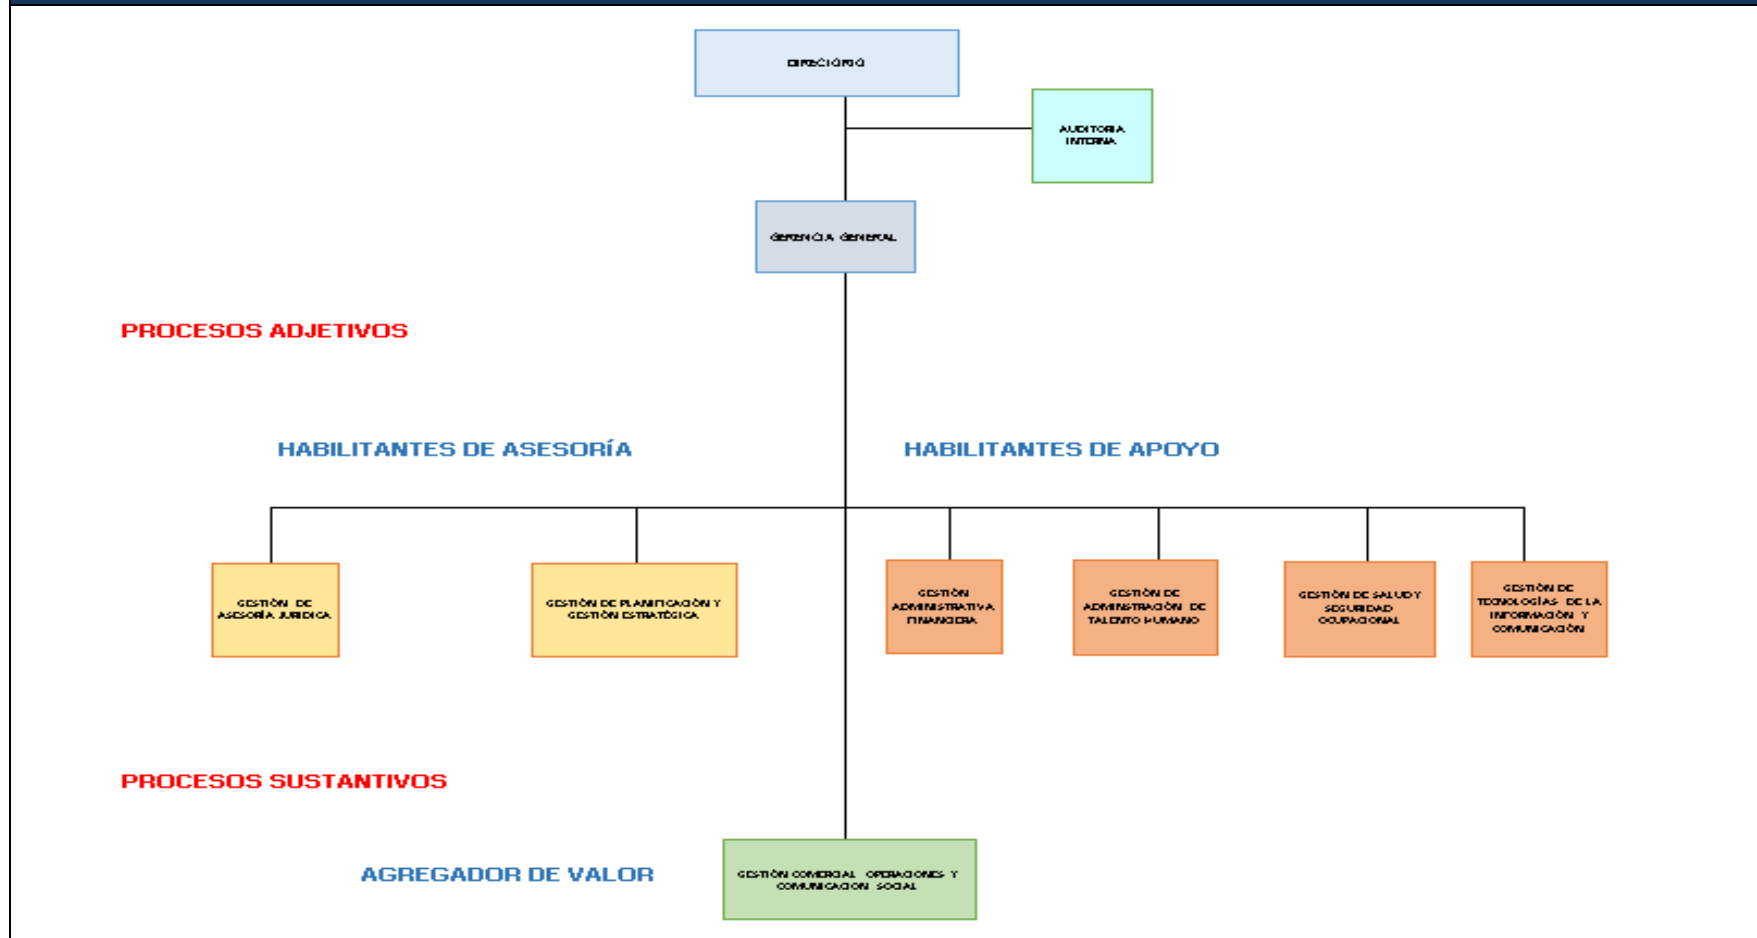 DIRECTORIO
AUDITORIA
INTERNA
GERENCIA GENERAL
PROCESOS ADJETIVOS
HABILITANTES DE ASESORÍA
HABILITANTES DE APOYO
GESTIÓN DE
ASESORÍA JURIDICA
GESTIÓN DE PLANIFICACIÓN Y
GESTIÓN ESTRATÉGICA
GESTIÓN
ADMINISTRATIVA
FINANCIERA
GESTIÓN DE
ADMINSTRACIÓN DE
TALENTO HUMANO
GESTIÓN DE SALUD Y
SEGURIDAD
OCUPACIONAL
GESTIÓN DE
TECNOLOGÍAS DE LA
INFORMACIÓN Y
COMUNICACIÓN
PROCESOS SUSTANTIVOS
AGREGADOR DE VALOR
GESTIÓN COMERCIAL OPERACIONES Y
COMUNICACION SOCIAL